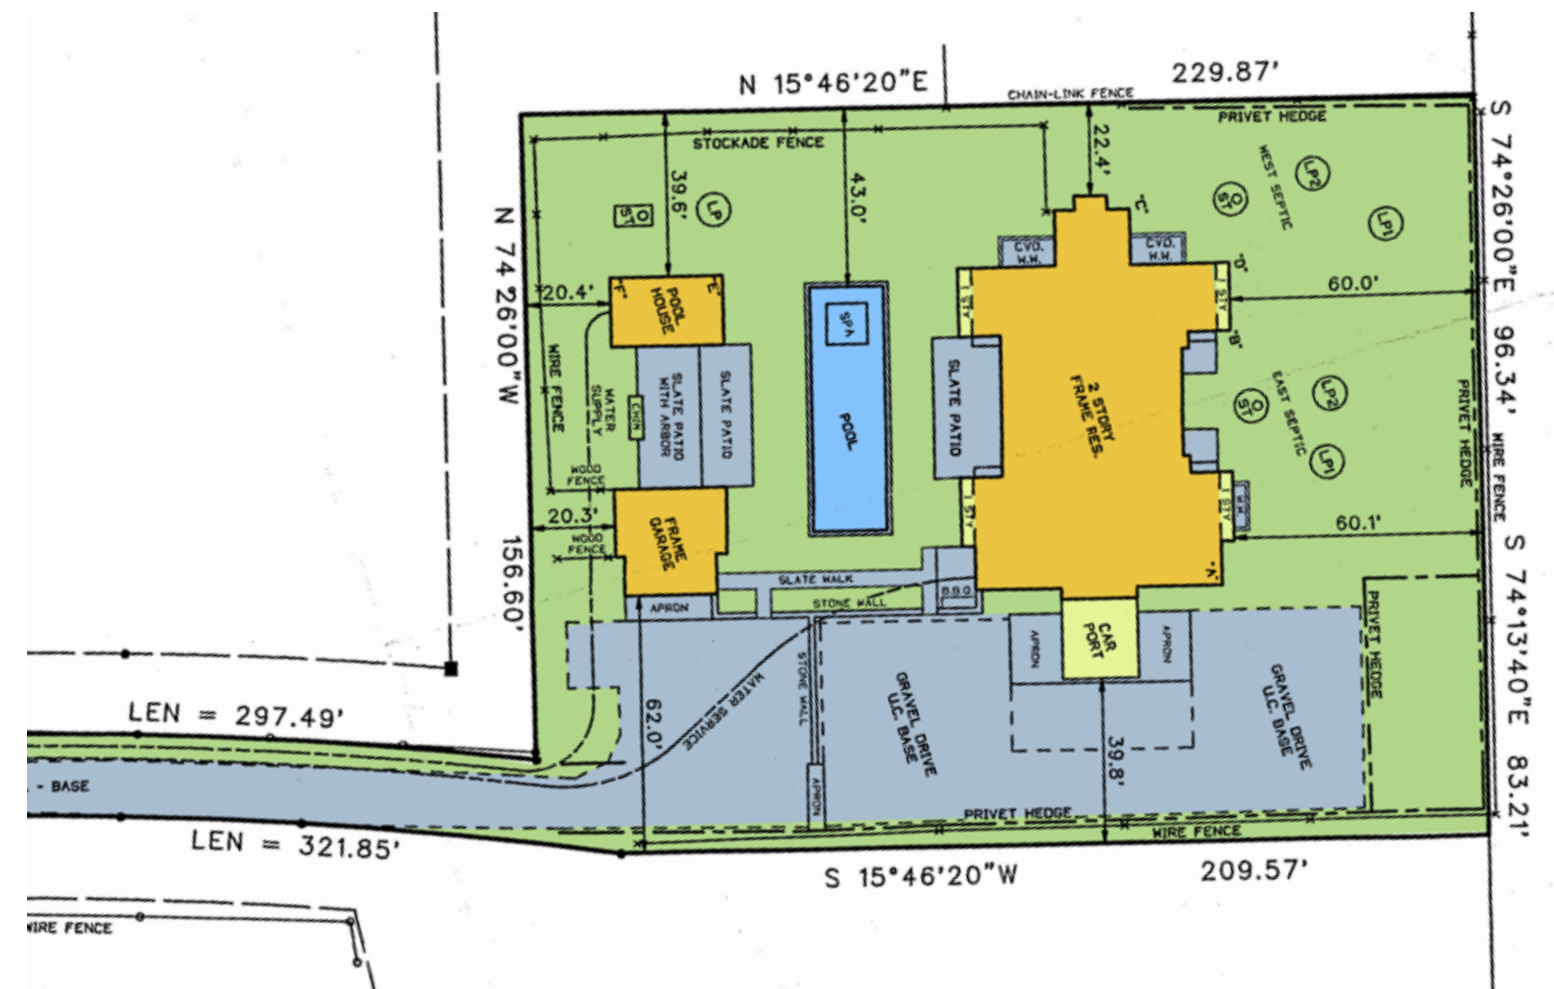 N 15°46'20"E
229.87'
CHAIN-LINK FENCE
PRIVET HEDGE
STOCKADE FENCE
22.4'
39.6'
43.0'
WEST SEPTIC
LP2
ST
LP1
ST
LP
"C"
CVD.
W.W.
CVD.
W.W.
"D"
S 74°26'00"E 96.34'
N 74°26'00"W
156.60'
20.4'
"F"
"E"
POOL
HOUSE
SPA
POOL
1 STY
1 STY
60.0'
"B"
WIRE FENCE
WATER
SUPPLY
CHIM
SLATE PATIO
WITH ARBOR
SLATE PATIO
SLATE PATIO
2 STORY
FRAME RES.
EAST SEPTIC
ST
LP2
LP1
PRIVET HEDGE
WIRE FENCE
WOOD
FENCE
20.3'
WOOD
FENCE
FRAME
GARAGE
1 STY
1 STY
60.1'
"A"
S 74°13'40"E 83.21'
SLATE WALK
STONE WALL
B.B.Q
APRON
APRON
CAR
PORT
APRON
PRIVET HEDGE
STONE WALL
WATER SERVICE
62.0'
GRAVEL DRIVE
U.C. BASE
39.8'
GRAVEL DRIVE
U.C. BASE
APRON
LEN = 297.49'
- BASE
PRIVET HEDGE
WIRE FENCE
LEN = 321.85'
S 15°46'20"W
209.57'
WIRE FENCE